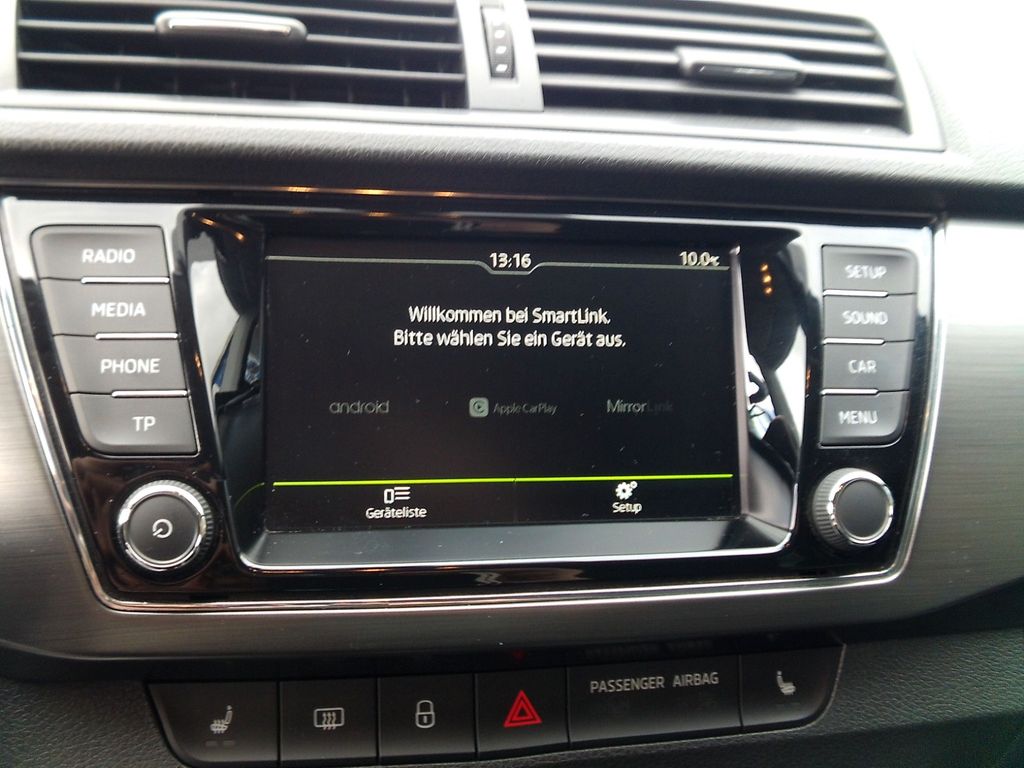 RADIO
MEDIA
PHONE
TP
13:16
10.0°C
Willkommen bei SmartLink.
Bitte wählen Sie ein Gerät aus.
android
Apple CarPlay
MirrorLink
Geräteliste
Setup
SETUP
SOUND
CAR
MENU
PASSENGER AIRBAG